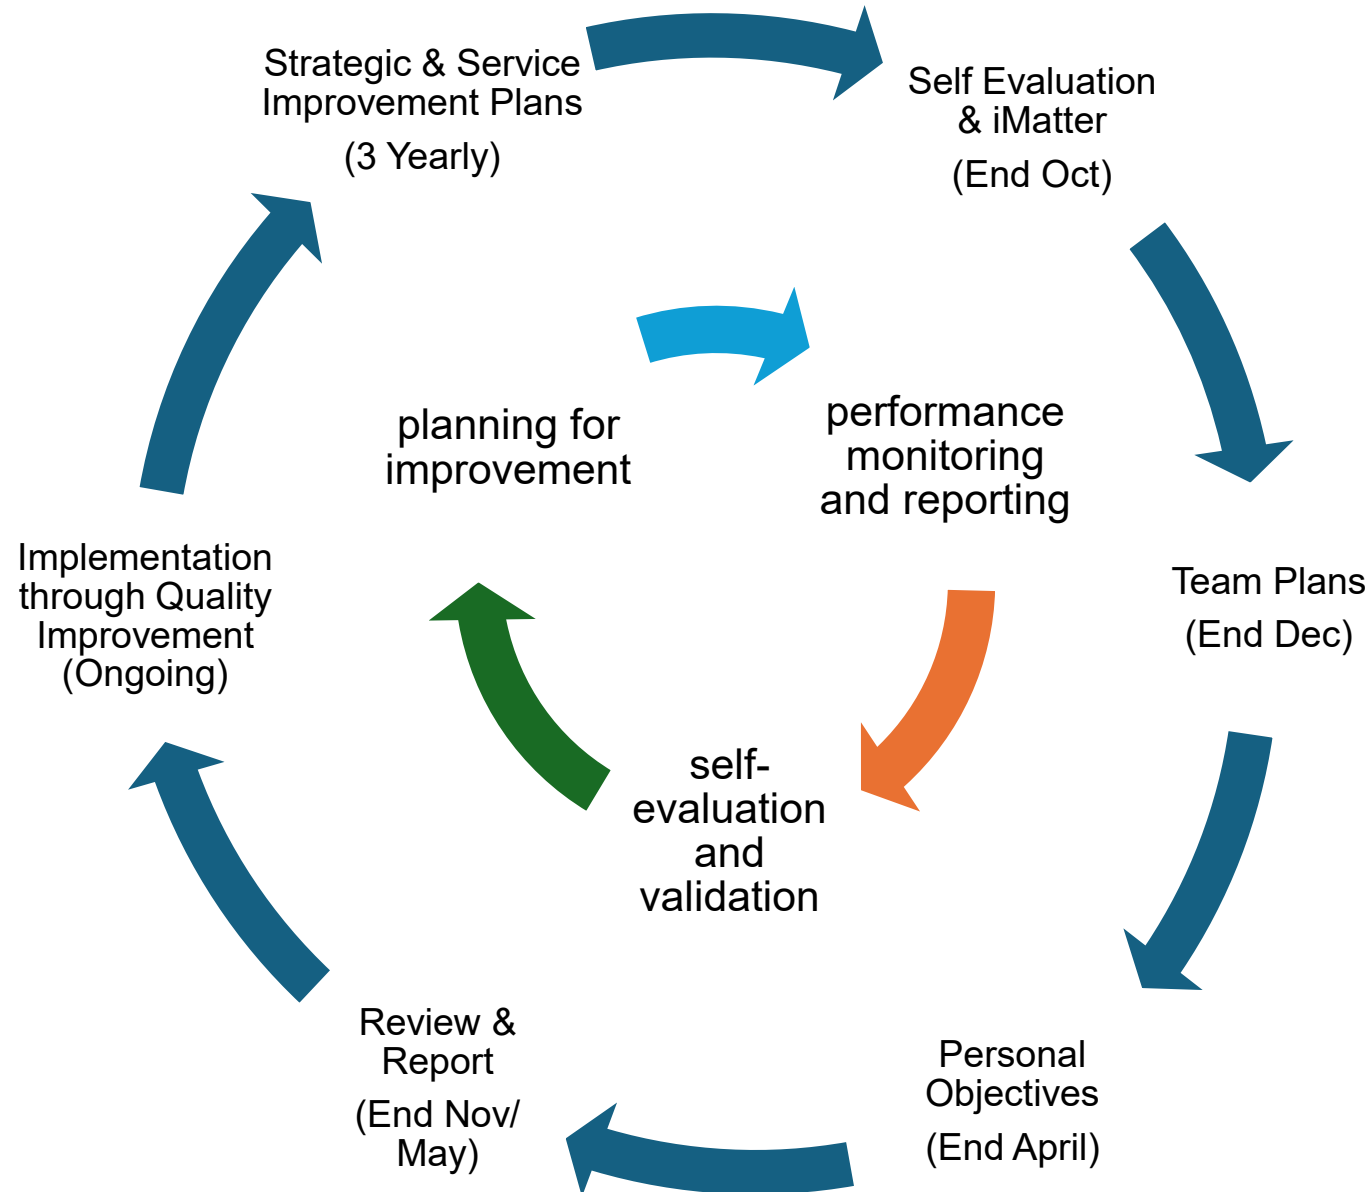 Strategic & Service
Improvement Plans
(3 Yearly)
Self Evaluation
& iMatter
(End Oct)
Team Plans
(End Dec)
Personal
Objectives
(End April)
Review &
Report
(End Nov/
May)
Implementation
through Quality
Improvement
(Ongoing)
planning for
improvement
performance
monitoring
and reporting
self-
evaluation
and
validation